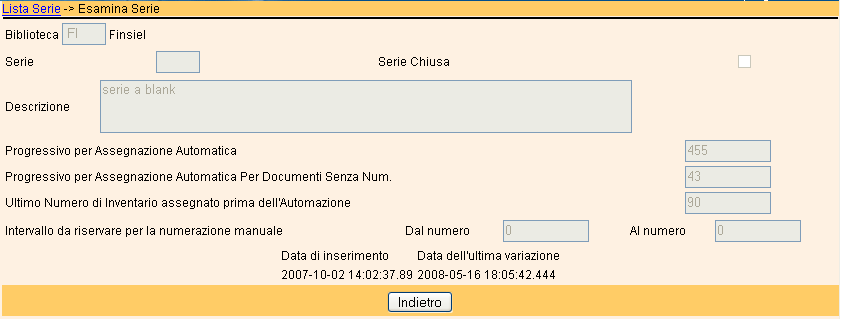 Lista Serie -> Esamina Serie
Biblioteca FI Finsiel
Serie Serie Chiusa
serie a blank
Descrizione
Progressivo per Assegnazione Automatica 455
Progressivo per Assegnazione Automatica Per Documenti Senza Num. 43
Ultimo Numero di Inventario assegnato prima dell'Automazione 90
Intervallo da riservare per la numerazione manuale Dal numero 0 Al numero 0
Data di inserimento Data dell'ultima variazione
2007-10-02 14:02:37.89 2008-05-16 18:05:42.444
Indietro